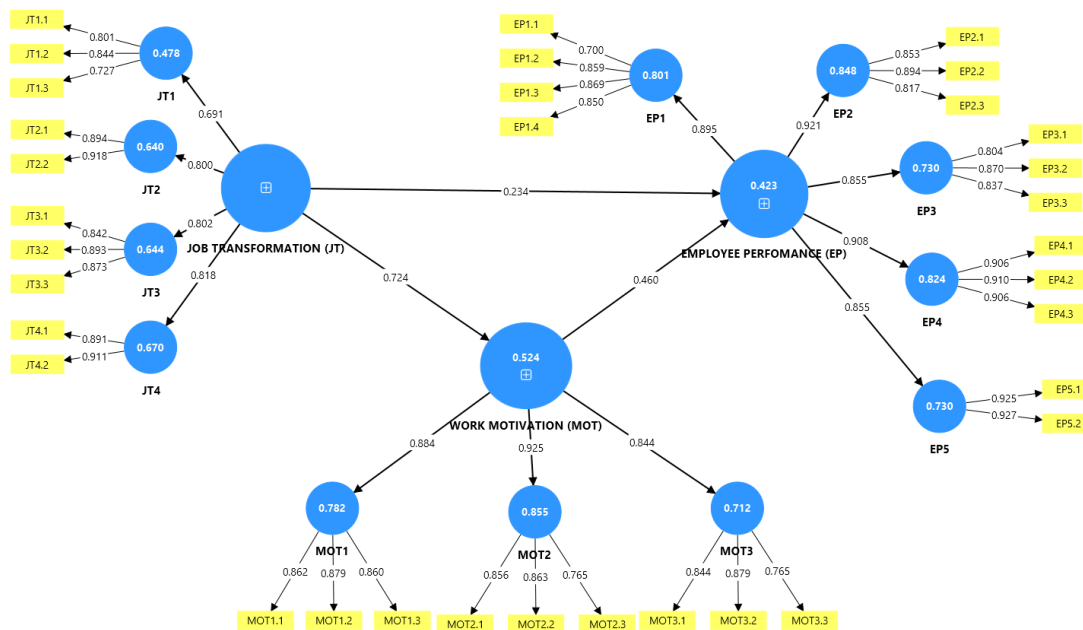 JT1.1
JT1.2
JT1.3
0.801
0.844
0.727
0.478
JT1
0.691
JT2.1
JT2.2
0.894
0.918
0.640
JT2
0.800
JT3.1
JT3.2
JT3.3
0.842
0.893
0.873
0.644
JT3
0.802
JT4.1
JT4.2
0.891
0.911
0.670
JT4
0.818
JOB TRANSFORMATION (JT)
0.234
0.724
EP1.1
EP1.2
EP1.3
EP1.4
0.700
0.859
0.869
0.850
0.801
EP1
0.895
0.848
EP2
0.921
0.853
0.894
0.817
EP2.1
EP2.2
EP2.3
0.423
EMPLOYEE PERFOMANCE (EP)
0.855
0.730
EP3
0.804
0.870
0.837
EP3.1
EP3.2
EP3.3
0.908
0.824
EP4
0.906
0.910
0.906
EP4.1
EP4.2
EP4.3
0.855
0.730
EP5
0.925
0.927
EP5.1
EP5.2
0.460
0.524
WORK MOTIVATION (MOT)
0.884
0.925
0.844
0.782
MOT1
0.862
0.879
0.860
MOT1.1
MOT1.2
MOT1.3
0.855
MOT2
0.856
0.863
0.765
MOT2.1
MOT2.2
MOT2.3
0.712
MOT3
0.844
0.879
0.765
MOT3.1
MOT3.2
MOT3.3